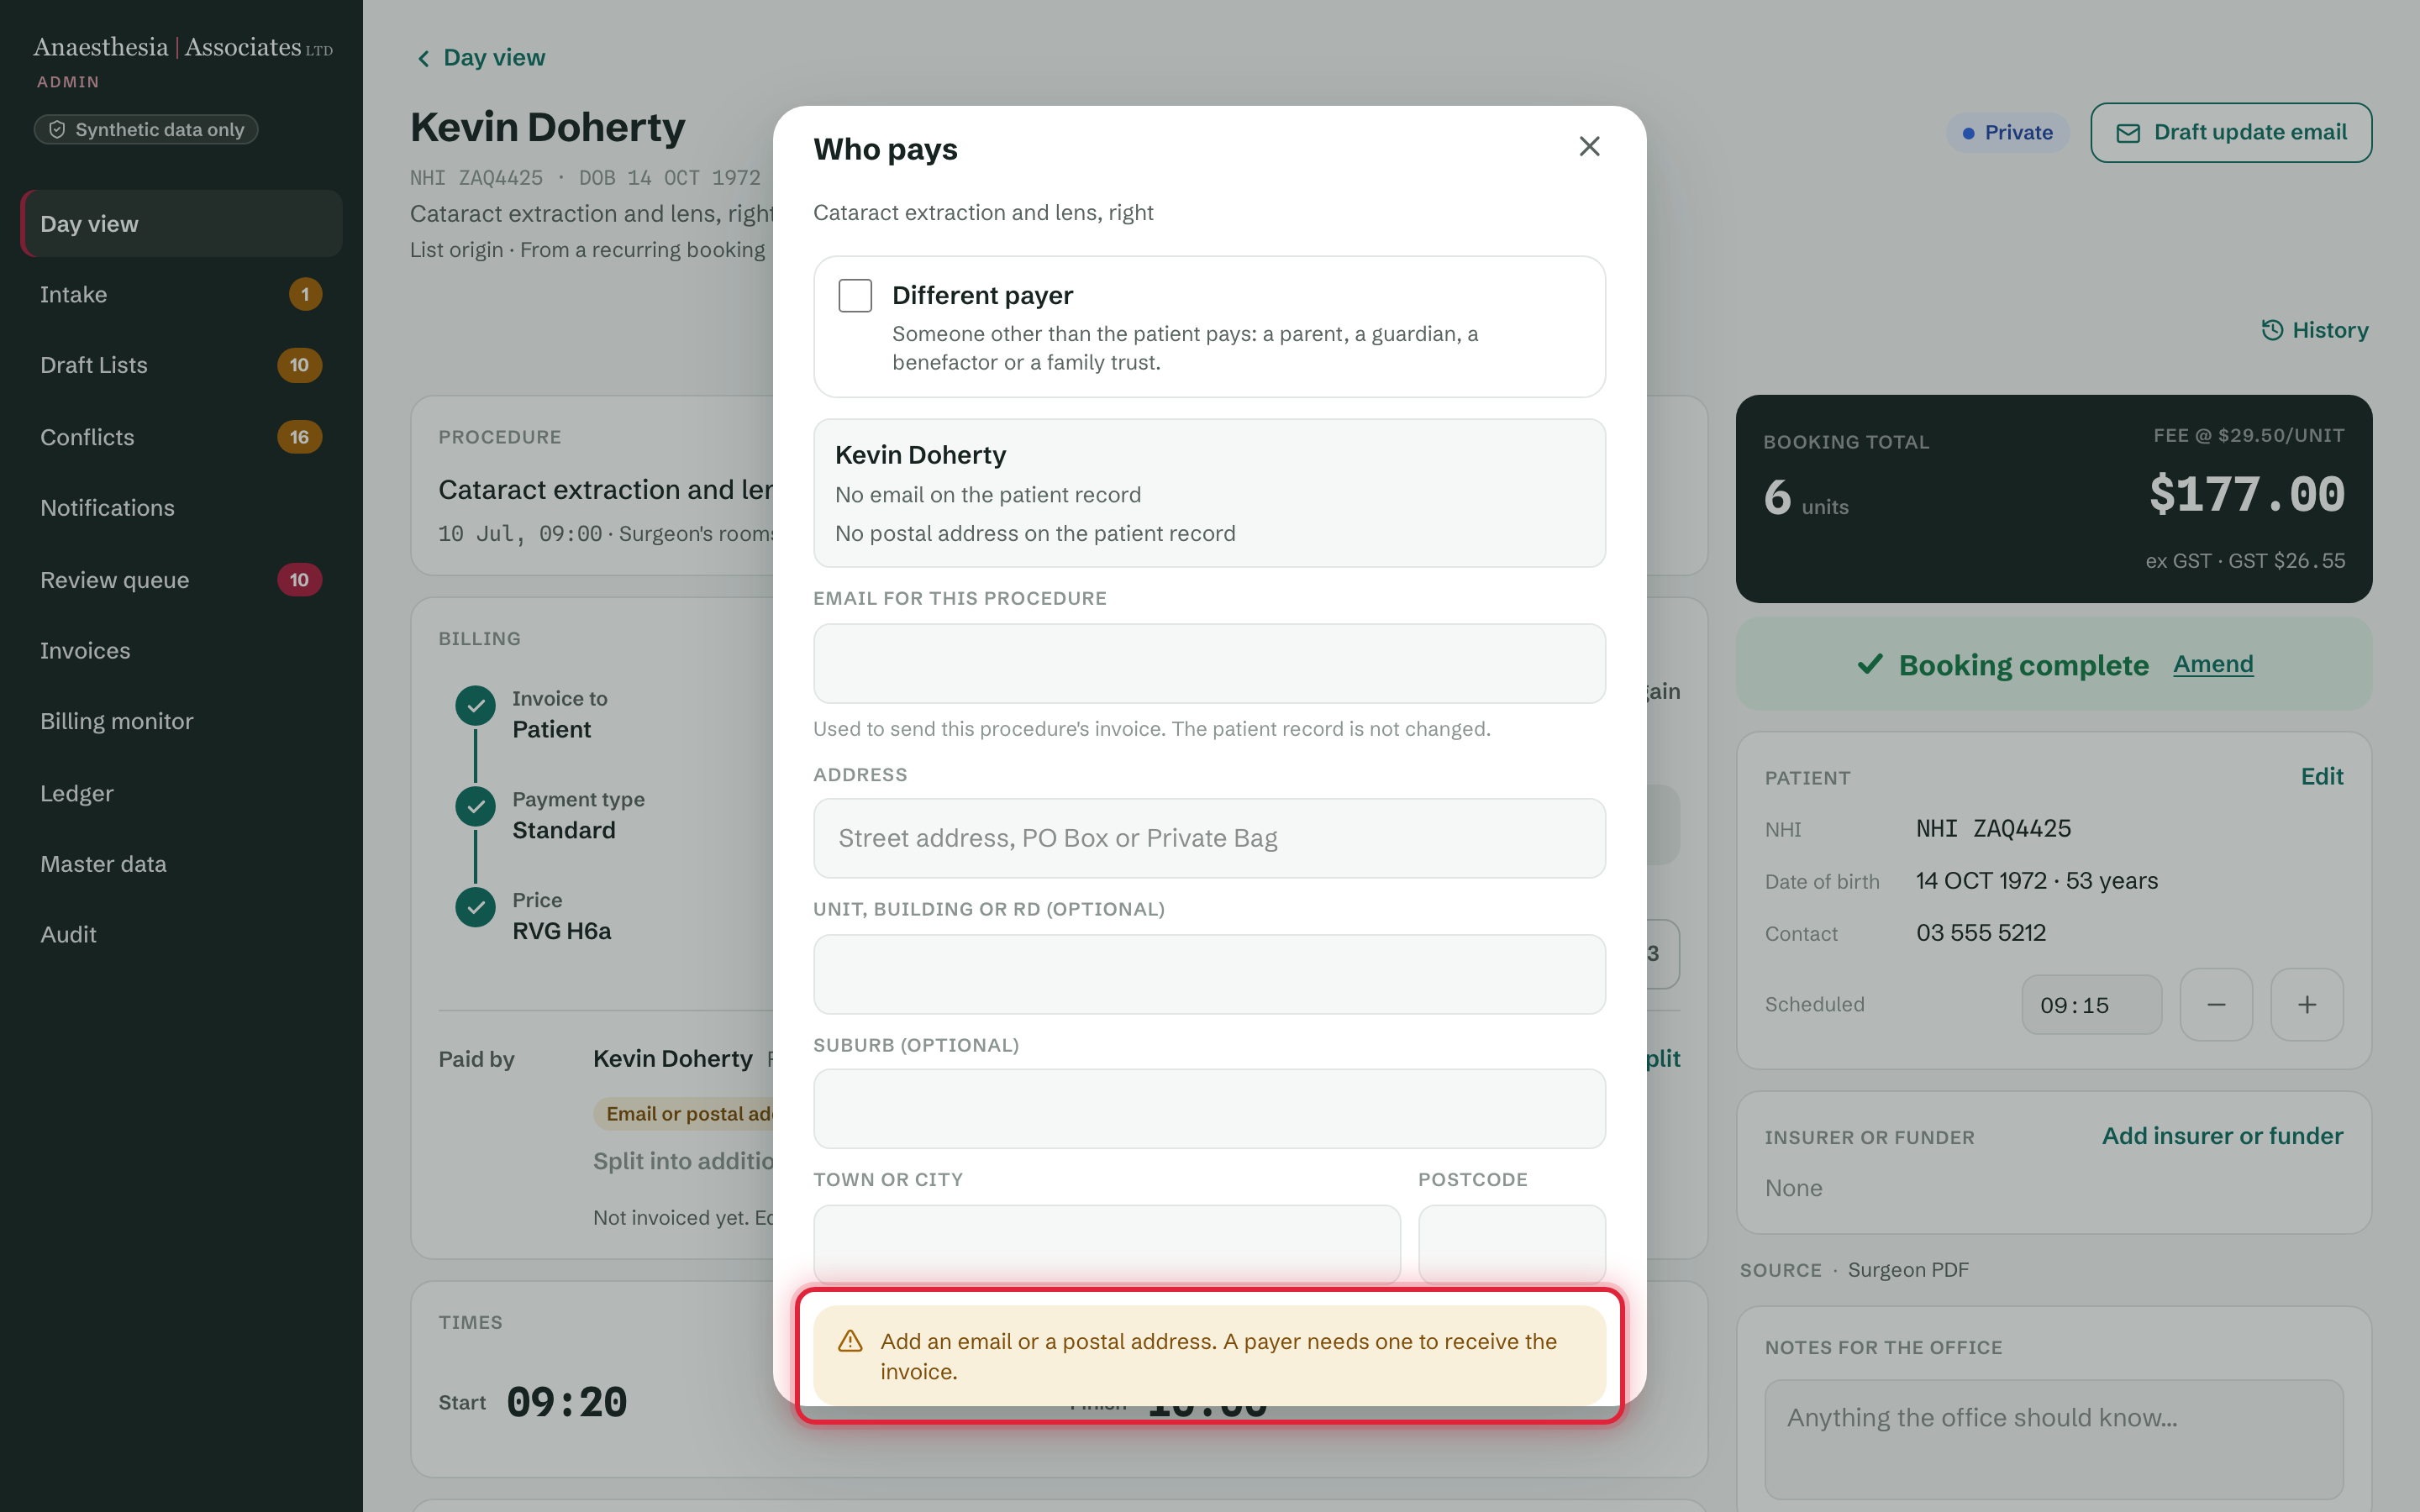 Anaesthesia | Associates LTD
ADMIN
Synthetic data only
Day view
Intake 1
Draft Lists 10
Conflicts 16
Notifications
Review queue 10
Invoices
Billing monitor
Ledger
Master data
Audit
Day view
Kevin Doherty
NHI ZAQ4425 · DOB 14 OCT 1972
Cataract extraction and lens, right
List origin · From a recurring booking
Private
Draft update email
History
PROCEDURE
Cataract extraction and
10 Jul, 09:00 · Surgeon's rooms
BILLING
Invoice to
Patient
Payment type
Standard
Price
RVG H6a
3
Paid by Kevin Doherty
Email or postal
Split into
Not invoiced yet.
TIMES
Start 09:20
Who pays
Cataract extraction and lens, right
Different payer
Someone other than the patient pays: a parent, a guardian, a
benefactor or a family trust.
Kevin Doherty
No email on the patient record
No postal address on the patient record
EMAIL FOR THIS PROCEDURE
Used to send this procedure's invoice. The patient record is not changed.
ADDRESS
Street address, PO Box or Private Bag
UNIT, BUILDING OR RD (OPTIONAL)
SUBURB (OPTIONAL)
TOWN OR CITY POSTCODE
Add an email or a postal address. A payer needs one to receive the
invoice.
BOOKING TOTAL FEE @ $29.50/UNIT
6 units $177.00
ex GST · GST $26.55
Booking complete Amend
PATIENT Edit
NHI NHI ZAQ4425
Date of birth 14 OCT 1972 · 53 years
Contact 03 555 5212
Scheduled 09:15 − +
INSURER OR FUNDER Add insurer or funder
None
SOURCE · Surgeon PDF
NOTES FOR THE OFFICE
Anything the office should know...